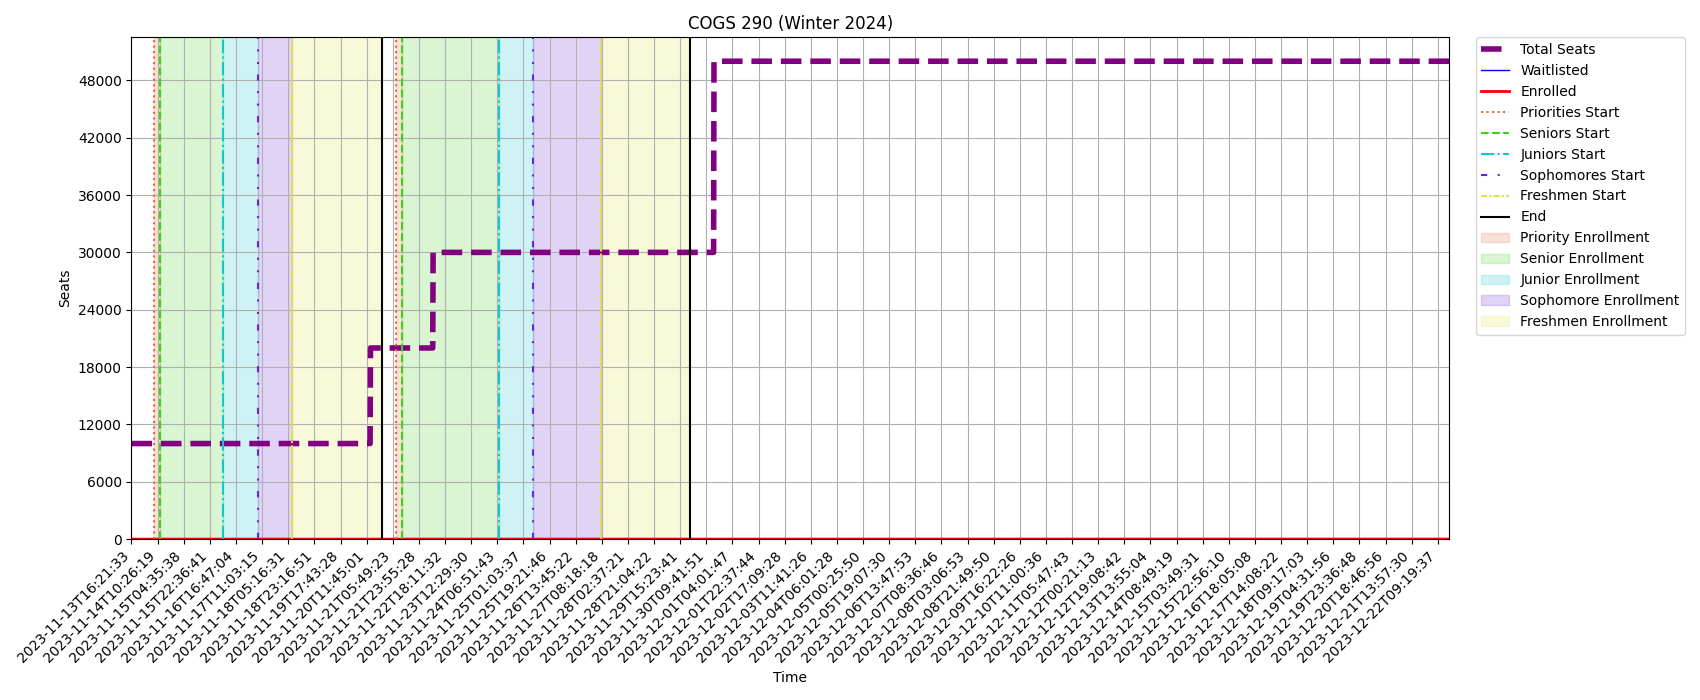 COGS 290 (Winter 2024)
Seats
48000
42000
36000
30000
24000
18000
12000
6000
0
2023-11-13T16:21:33
2023-11-14T10:26:19
2023-11-15T04:35:38
2023-11-15T22:36:41
2023-11-16T16:47:04
2023-11-17T11:03:15
2023-11-18T05:16:31
2023-11-18T23:16:51
2023-11-19T17:43:28
2023-11-20T11:45:01
2023-11-21T05:49:23
2023-11-21T23:55:28
2023-11-22T18:11:32
2023-11-23T12:29:30
2023-11-24T06:51:43
2023-11-25T01:03:37
2023-11-25T19:21:46
2023-11-26T13:45:22
2023-11-27T08:18:18
2023-11-28T02:37:21
2023-11-28T21:04:22
2023-11-29T15:23:41
2023-11-30T09:41:51
2023-12-01T04:01:47
2023-12-01T22:37:44
2023-12-02T17:09:28
2023-12-03T11:41:26
2023-12-04T06:01:28
2023-12-05T00:25:50
2023-12-05T19:07:30
2023-12-06T13:47:53
2023-12-07T08:36:46
2023-12-08T03:06:53
2023-12-08T21:49:50
2023-12-09T16:22:26
2023-12-10T11:00:36
2023-12-11T05:47:43
2023-12-12T00:21:13
2023-12-12T19:08:42
2023-12-13T13:55:04
2023-12-14T08:49:19
2023-12-15T03:49:31
2023-12-15T22:56:10
2023-12-16T18:05:08
2023-12-17T14:08:22
2023-12-18T09:17:03
2023-12-19T04:31:56
2023-12-19T23:36:48
2023-12-20T18:46:56
2023-12-21T13:57:30
2023-12-22T09:19:37
Time
Total Seats
Waitlisted
Enrolled
Priorities Start
Seniors Start
Juniors Start
Sophomores Start
Freshmen Start
End
Priority Enrollment
Senior Enrollment
Junior Enrollment
Sophomore Enrollment
Freshmen Enrollment